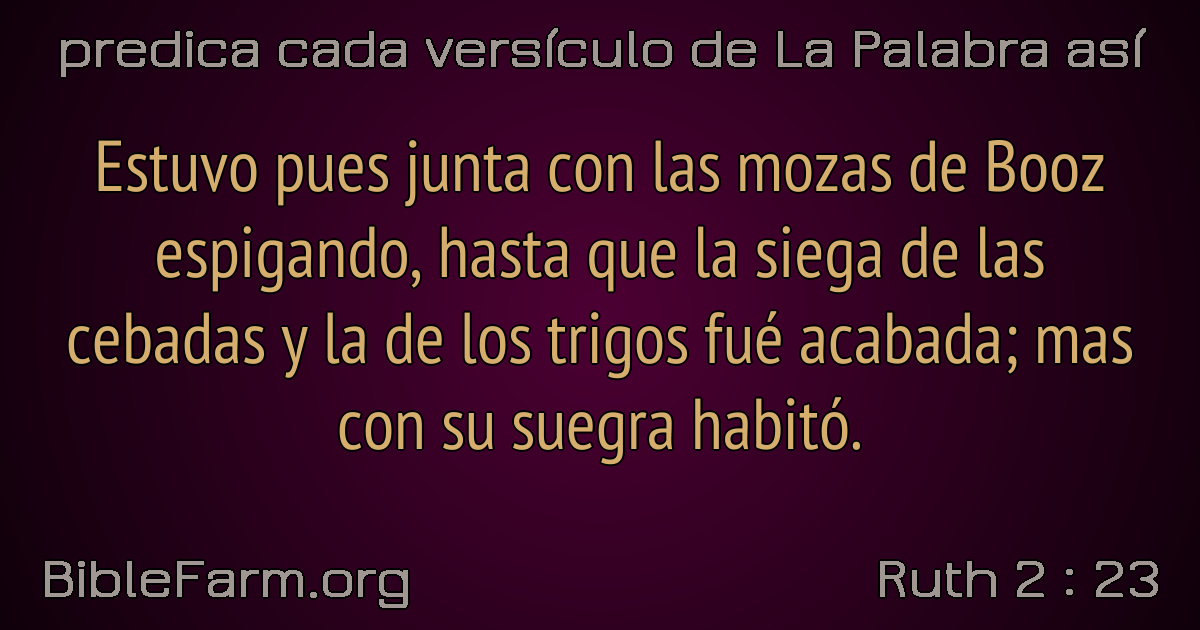 predica cada versículo de La Palabra así
Estuvo pues junta con las mozas de Booz
espigando, hasta que la siega de las
cebadas y la de los trigos fué acabada; mas
con su suegra habitó.
BibleFarm.org
Ruth 2 : 23